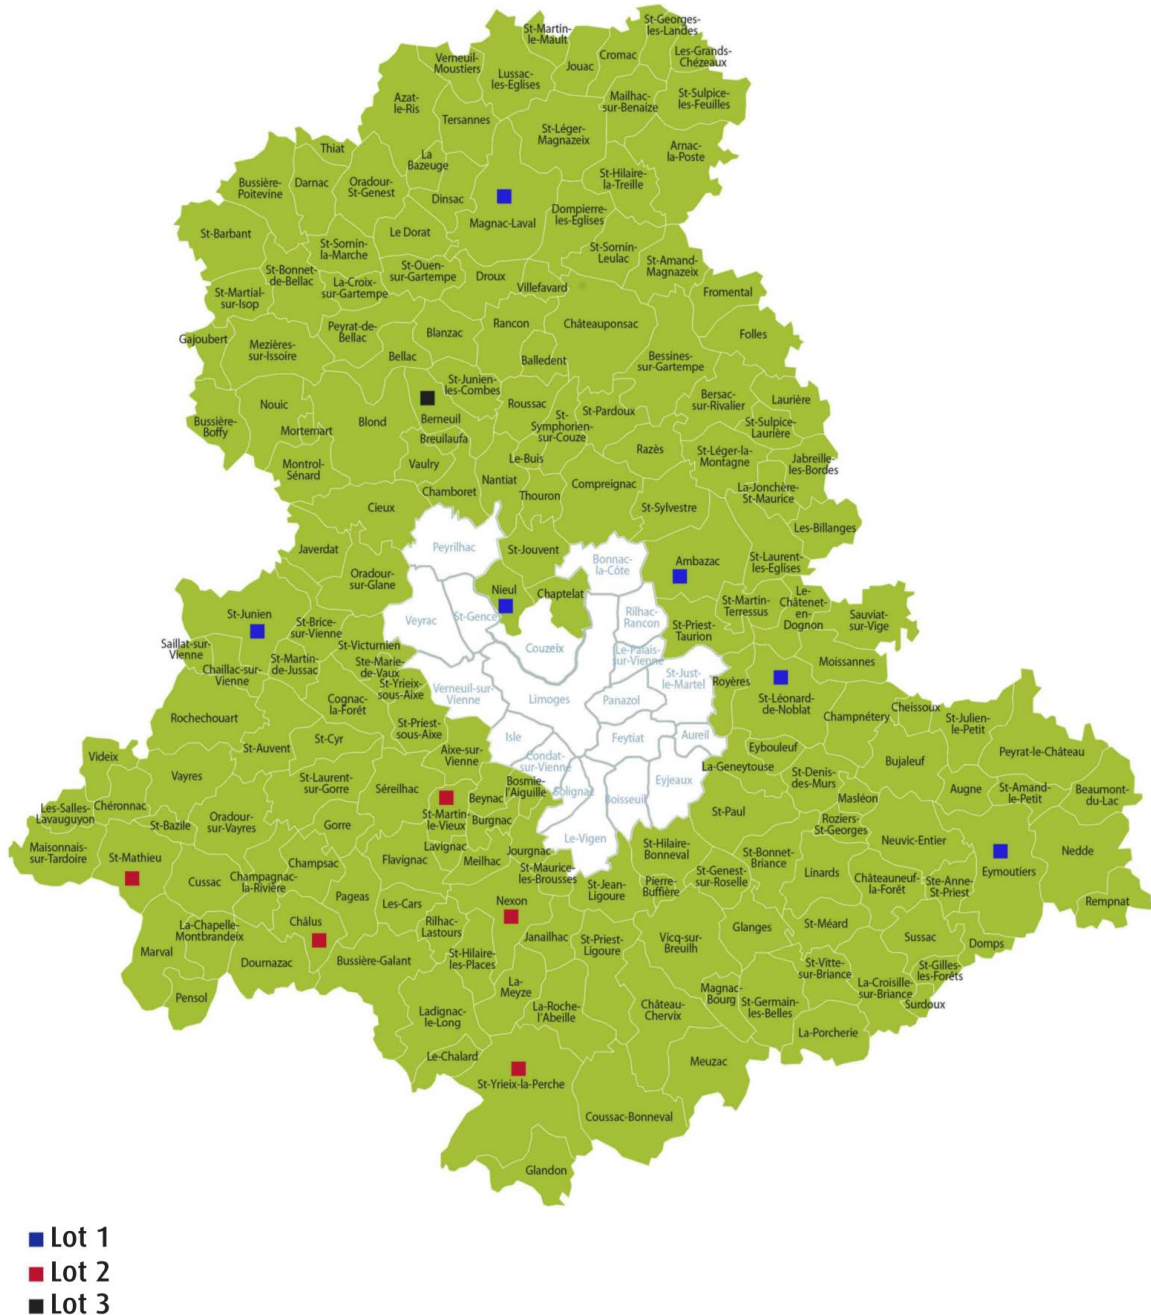 St-Martin-
le-Mault
St-Georges-
les-Landes
Verneuil-
Moustiers
Lussac-
les-Eglises
Jouac
Cromac
Les-Grands-
Chézeaux
Azat-
le-Ris
Tersannes
Mailhac-
sur-Benaize
St-Sulpice-
les-Feuilles
St-Léger-
Magnazeix
Arnac-
la-Poste
Thiat
La
Bazeuge
St-Hilaire-
la-Treille
Bussière-
Poitevine
Darnac
Oradour-
St-Genest
Dinsac
Magnac-Laval
Dompierre-
les-Eglises
St-Barbant
St-Sornin-
la-Marche
Le Dorat
St-Sornin-
Leulac
St-Amand-
Magnazeix
St-Bonnet-
de-Bellac
La-Croix-
sur-Gartempe
St-Ouen-
sur-Gartempe
Droux
Villefavard
Fromental
St-Martial-
sur-Isop
Gajoubert
Mezières-
sur-Issoire
Peyrat-de-
Bellac
Blanzac
Rancon
Châteauponsac
Folles
Bellac
Balledent
Bessines-
sur-Gartempe
St-Junien-
les-Combes
Nouic
Bussière-
Boffy
Mortemart
Blond
Berneuil
Roussac
St-
Symphorien-
sur-Couze
St-Pardoux
Bersac-
sur-Rivalier
Laurière
St-Sulpice-
Laurière
Breuilaufa
Montrol-
Sénard
Vaulry
Le-Buis
Razès
St-Léger-la-
Montagne
Jabreille-
les-Bordes
Chamboret
Nantiat
Thouron
Compreignac
La-Jonchère-
St-Maurice
Cieux
St-Sylvestre
Les-Billanges
Javerdat
Peyrilhac
St-Jouvent
Bonnac-
la-Côte
Ambazac
St-Laurent-
les-Eglises
Oradour-
sur-Glane
Nieul
Chaptelat
St-Junien
St-Brice-
sur-Vienne
Veyrac
St-Gence
Rilhac-
Rancon
St-Martin-
Terressus
Le-
Châtenet-
en-
Dognon
Sauviat-
sur-Vige
St-Priest-
Taurion
Saillat-sur-
Vienne
St-Victurnien
Couzeix
Le-Palais-
sur-Vienne
Chaillac-sur-
Vienne
St-Martin-
de-Jussac
Ste-Marie-
de-Vaux
St-Yrieix-
sous-Aixe
St-Just-
le-Martel
Royères
Moissannes
Cognac-
la-Forêt
Verneuil-sur-
Vienne
Limoges
Panazol
St-Léonard-
de-Noblat
Rochechouart
St-Priest-
sous-Aixe
Champnétery
Cheissoux
St-Julien-
le-Petit
St-Auvent
St-Cyr
Isle
Feytiat
Aureil
Eybouleuf
Peyrat-le-Château
Videix
Aixe-sur-
Vienne
Condat-
sur-Vienne
La-Geneytouse
Bujaleuf
Vayres
St-Laurent-
sur-Gorre
Séreilhac
Bosmie-
l'Aiguille
Solignac
Boisseuil
Eyjeaux
St-Denis-
des-Murs
Masléon
Augne
St-Amand-
le-Petit
Beaumont-
du-Lac
Les-Salles-
Lavauguyon
Chéronnac
St-Bazile
Oradour-
sur-Vayres
Gorre
St-Martin-
le-Vieux
Beynac
Burgnac
St-Paul
Roziers-
St-Georges
Le-Vigen
Neuvic-Entier
Maisonnais-
sur-Tardoire
St-Mathieu
Lavignac
Jourgnac
St-Hilaire-
Bonneval
St-Bonnet-
Briance
Nedde
Cussac
Champagnac-
la-Rivière
Champsac
Flavignac
Meilhac
St-Maurice-
les-Brousses
Linards
Eymoutiers
St-Jean-
Ligoure
Pierre-
Buffière
St-Genest-
sur-Roselle
Châteauneuf-
la-Forêt
Ste-Anne-
St-Priest
Pageas
Les-Cars
Nexon
Rempnat
La-Chapelle-
Montbrandeix
Châlus
Rilhac-
Lastours
Janailhac
St-Priest-
Ligoure
Vicq-sur-
Breuilh
Glanges
St-Méard
Sussac
Domps
Marval
Dournazac
Bussière-Galant
St-Hilaire-
les-Places
St-Vitte-
sur-Briance
St-Gilles-
les-Forêts
Pensol
La-
Meyze
Magnac-
Bourg
La-Croisille-
sur-Briance
Surdoux
Ladignac-
le-Long
La-Roche-
l'Abeille
Château-
Chervix
St-Germain-
les-Belles
La-Porcherie
Le-Chalard
Meuzac
St-Yrieix-la-Perche
Coussac-Bonneval
Glandon
Lot 1
Lot 2
Lot 3